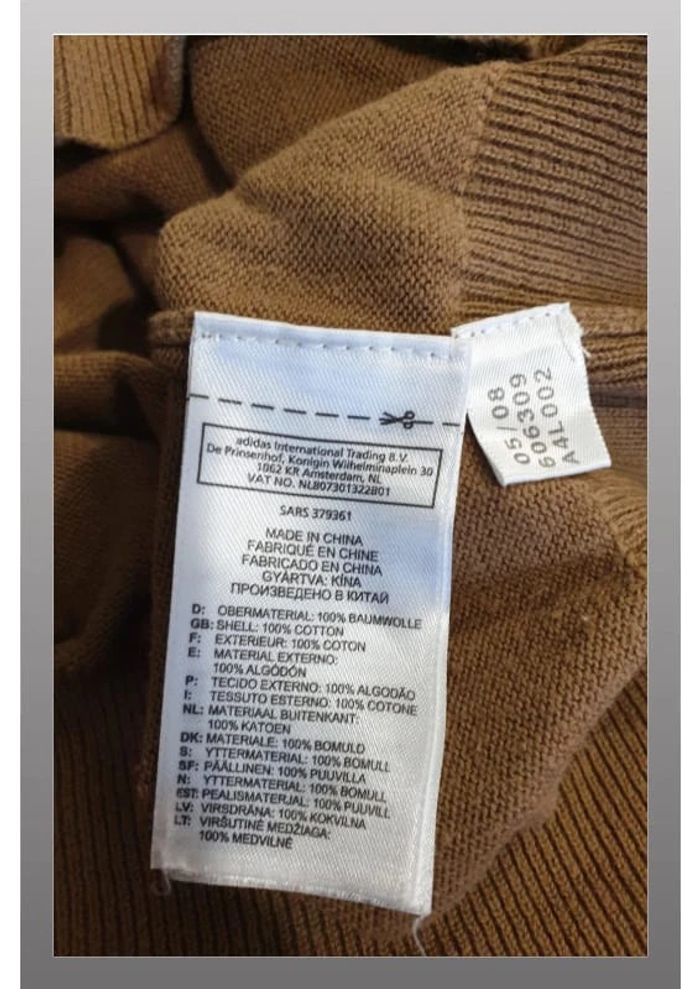 adidas International Trading B.V.
De Prinsenhof, Konigin Wilhelminaplein 30
1062 KR Amsterdam, NL
VAT NO. NL807301322B01
SARS 379361
MADE IN CHINA
FABRIQUÉ EN CHINE
FABRICADO EN CHINA
GYÁRTVA: KÍNA
ПРОИЗВЕДЕНО В КИТАЙ
D: OBERMATERIAL: 100% BAUMWOLLE
GB: SHELL: 100% COTTON
F: EXTERIEUR: 100% COTON
E: MATERIAL EXTERNO:
100% ALGODÓN
P: TECIDO EXTERNO: 100% ALGODÃO
I: TESSUTO ESTERNO: 100% COTONE
NL: MATERIAAL BUITENKANT:
100% KATOEN
DK: MATERIALE: 100% BOMULD
S: YTTERMATERIAL: 100% BOMULL
SF: PÄÄLLINEN: 100% PUUVILLA
N: YTTERMATERIAL: 100% BOMULL
EST: PEALISMATERJAL: 100% PUUVILL
LV: VIRSDRĀNA: 100% KOKVILNA
LT: VIRŠUTINĖ MEDŽIAGA:
100% MEDVILNĖ
05/08
606309
A4L002